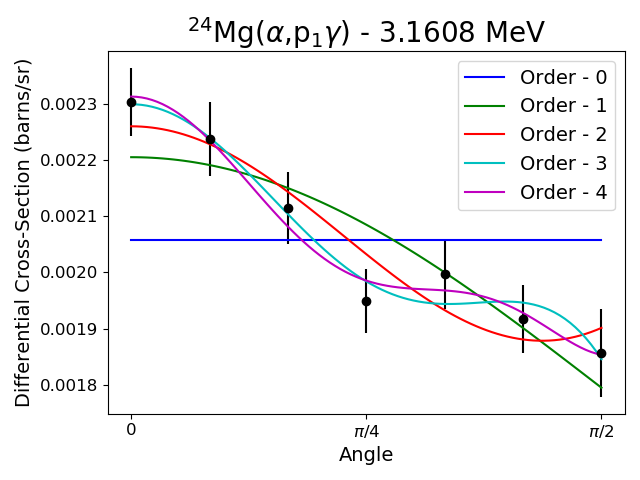 ²⁴Mg(α,p₁γ) - 3.1608 MeV
Differential Cross-Section (barns/sr)
0.0023
0.0022
0.0021
0.0020
0.0019
0.0018
Order - 0
Order - 1
Order - 2
Order - 3
Order - 4
0
π/4
π/2
Angle